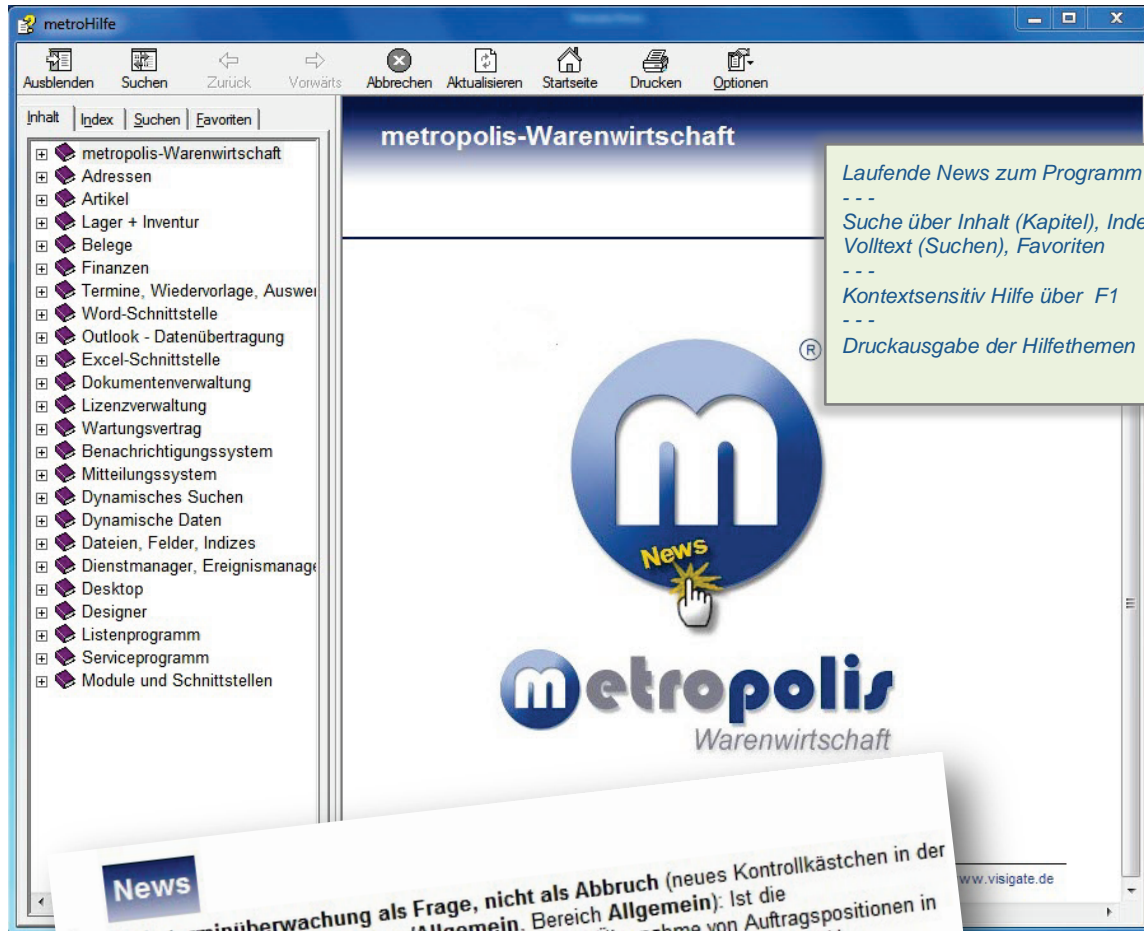 metroHilfe
Ausblenden Suchen Zurück Vorwärts Abbrechen Aktualisieren Startseite Drucken Optionen
Inhalt Index Suchen Favoriten
metropolis-Warenwirtschaft
Adressen
Artikel
Lager + Inventur
Belege
Finanzen
Termine, Wiedervorlage, Auswer
Word-Schnittstelle
Outlook - Datenübertragung
Excel-Schnittstelle
Dokumentenverwaltung
Lizenzverwaltung
Wartungsvertrag
Benachrichtigungssystem
Mitteilungssystem
Dynamisches Suchen
Dynamische Daten
Dateien, Felder, Indizes
Dienstmanager, Ereignismanage
Desktop
Designer
Listenprogramm
Serviceprogramm
Module und Schnittstellen
metropolis-Warenwirtschaft
Laufende News zum Programm
- - -
Suche über Inhalt (Kapitel), Inde
Volltext (Suchen), Favoriten
- - -
Kontextsensitiv Hilfe über F1
- - -
Druckausgabe der Hilfethemen
®
m
News
metropolis
Warenwirtschaft
www.visigate.de
News
minüberwachung als Frage, nicht als Abbruch (neues Kontrollkästchen in der
/Allgemein, Bereich Allgemein): Ist die
nahme von Auftragspositionen in